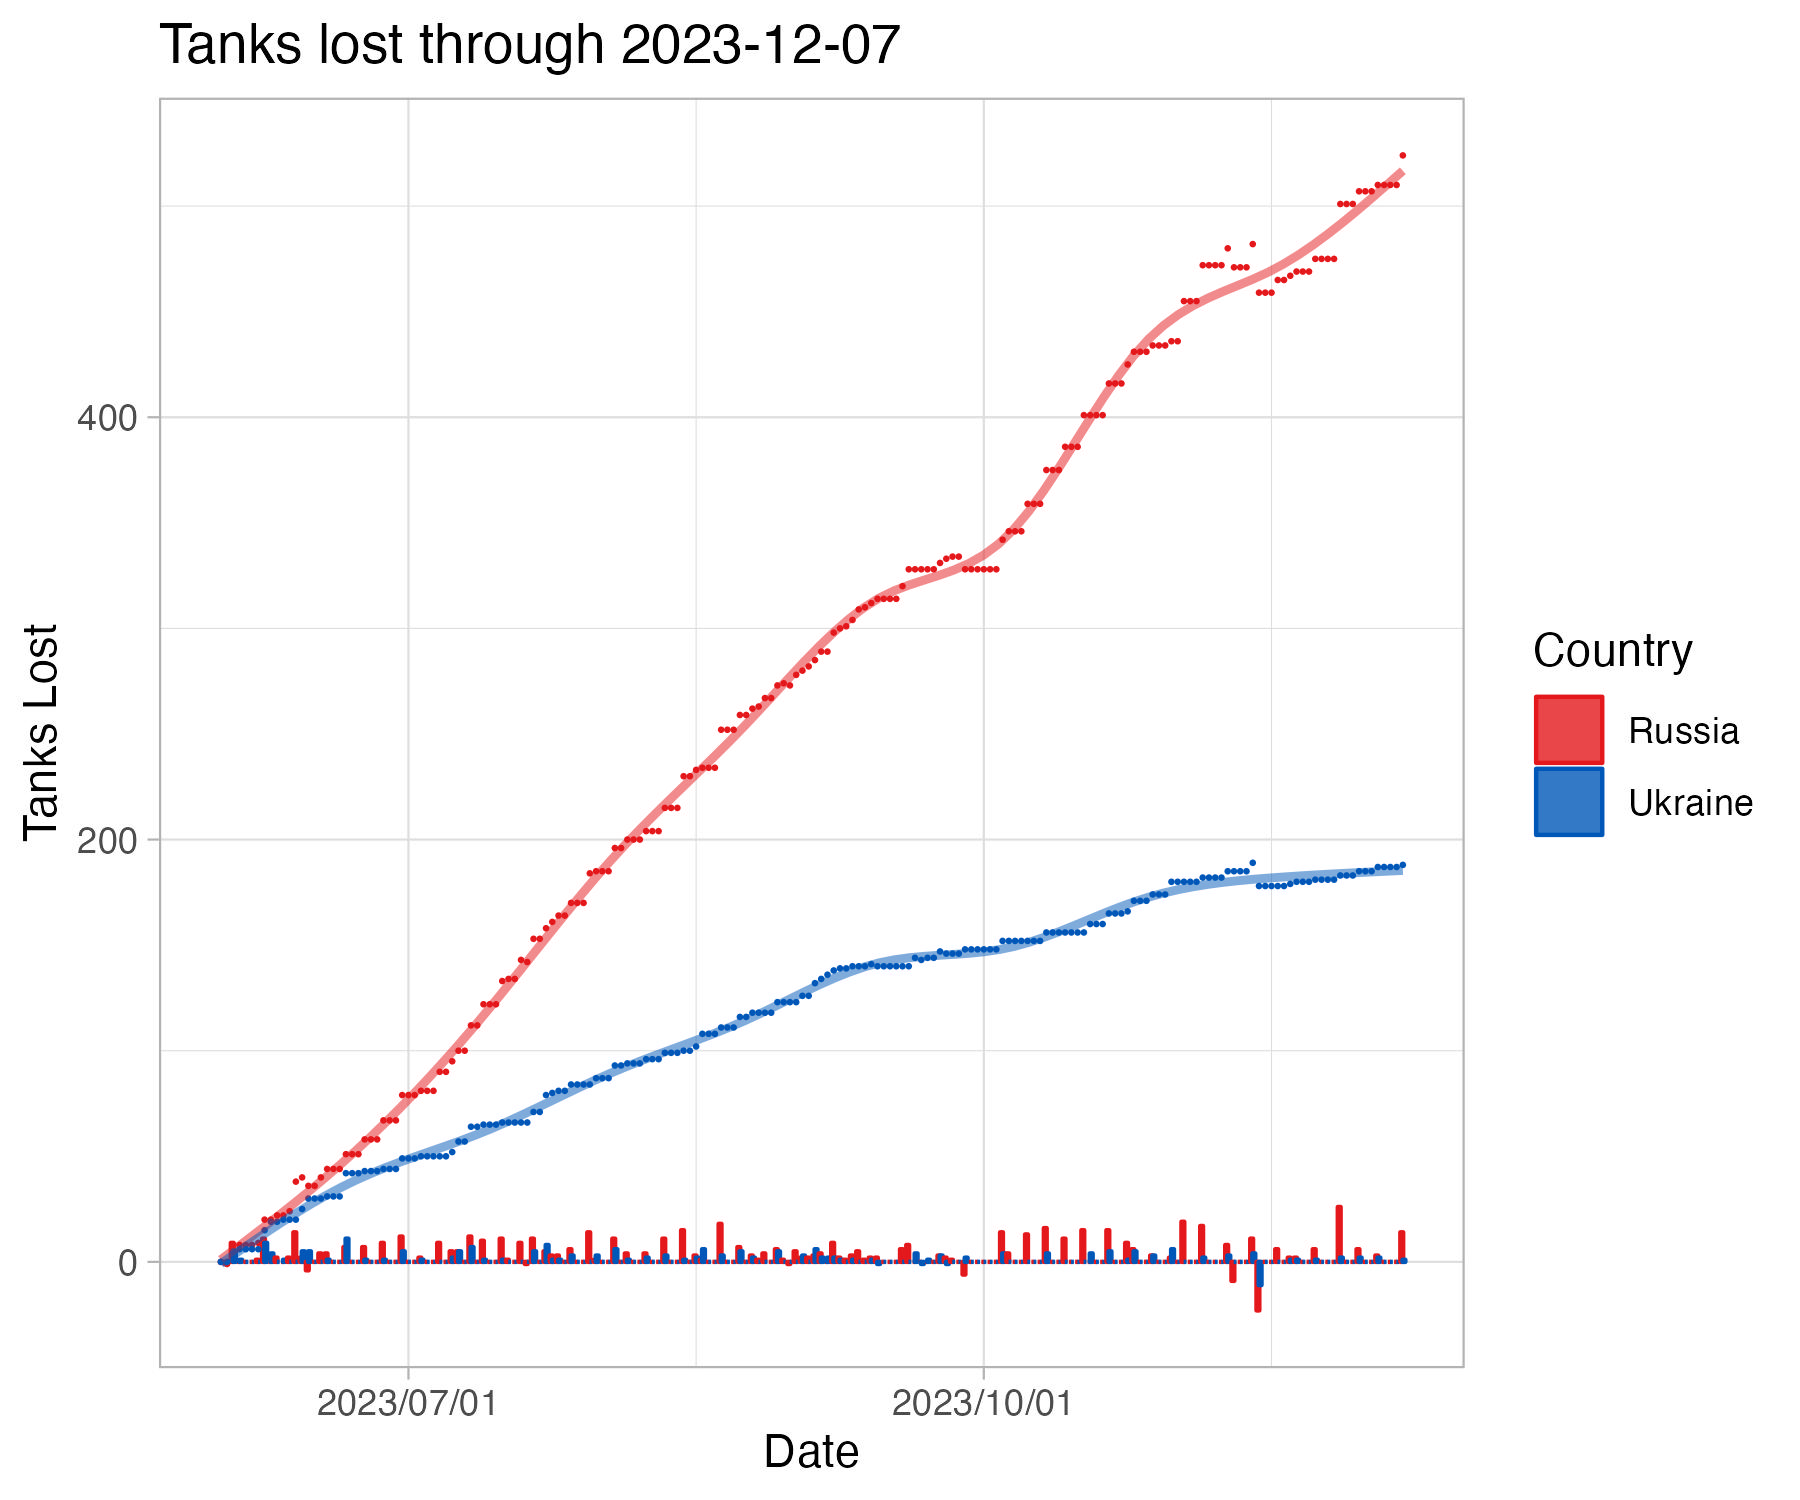 Tanks lost through 2023-12-07
Tanks Lost
400
200
0
2023/07/01
2023/10/01
Date
Country
Russia
Ukraine